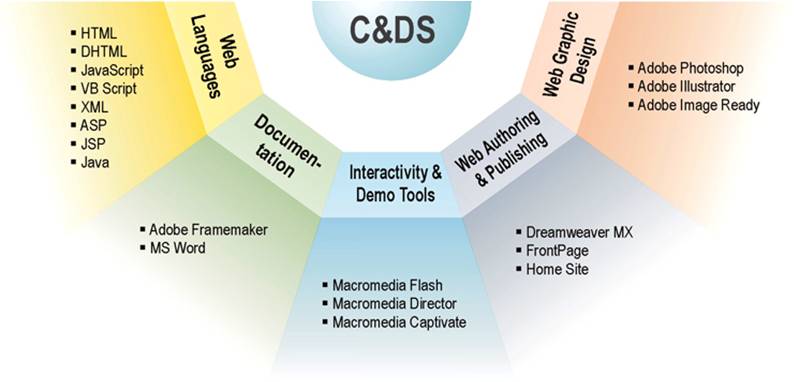 C&DS
Web
Languages
▪ HTML
▪ DHTML
▪ JavaScript
▪ VB Script
▪ XML
▪ ASP
▪ JSP
▪ Java
Documen-
tation
▪ Adobe Framemaker
▪ MS Word
Interactivity &
Demo Tools
▪ Macromedia Flash
▪ Macromedia Director
▪ Macromedia Captivate
Web Authoring
& Publishing
▪ Dreamweaver MX
▪ FrontPage
▪ Home Site
Web Graphic
Design
▪ Adobe Photoshop
▪ Adobe Illustrator
▪ Adobe Image Ready